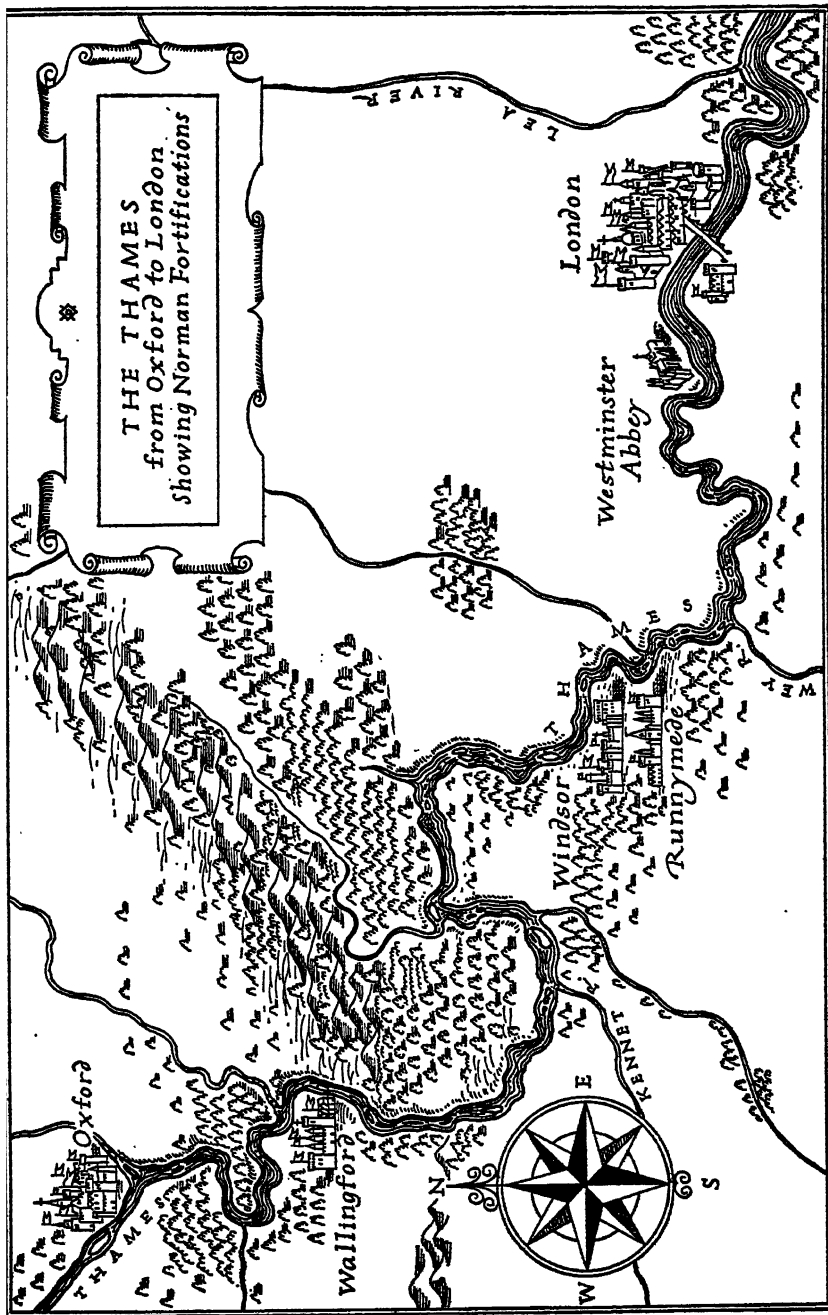 THE THAMES
from Oxford to London
Showing Norman Fortifications
LEA RIVER
London
Westminster
Abbey
THAMES
WEY R.
Windsor
Runnymede
KENNET R.
Oxford
THAMES
Wallingford
N
E
S
W